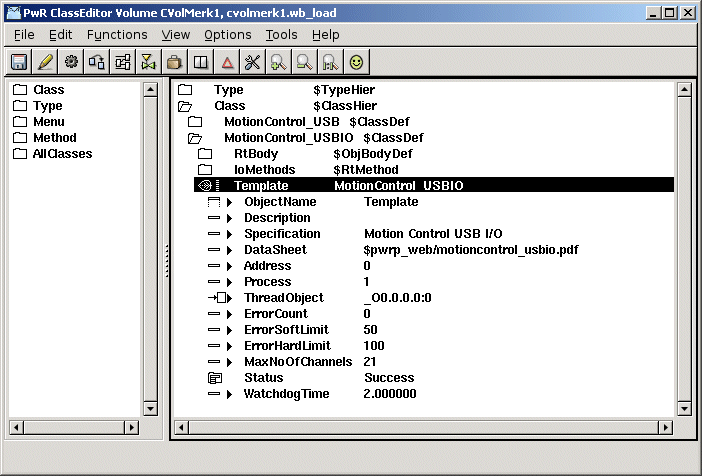 PwR ClassEditor Volume CVolMerk1, cvolmerk1.wb_load
File Edit Functions View Options Tools Help
Class
Type
Menu
Method
AllClasses
Type $TypeHier
Class $ClassHier
MotionControl_USB $ClassDef
MotionControl_USBIO $ClassDef
RtBody $ObjBodyDef
IoMethods $RtMethod
Template MotionControl_USBIO
ObjectName Template
Description
Specification Motion Control USB I/O
DataSheet $pwrp_web/motioncontrol_usbio.pdf
Address 0
Process 1
ThreadObject _O0.0.0.0:0
ErrorCount 0
ErrorSoftLimit 50
ErrorHardLimit 100
MaxNoOfChannels 21
Status Success
WatchdogTime 2.000000